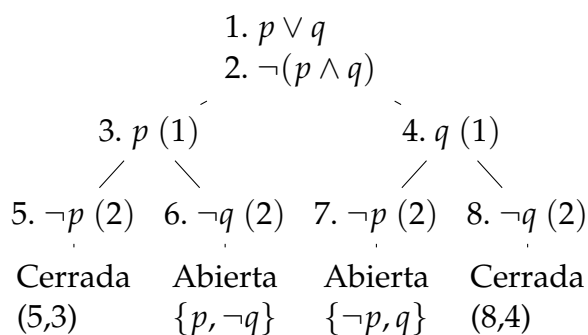 1. p ∨ q
2. ¬(p ∧ q)
3. p (1) 4. q (1)
5. ¬p (2) 6. ¬q (2) 7. ¬p (2) 8. ¬q (2)
Cerrada Abierta Abierta Cerrada
(5,3) {p, ¬q} {¬p, q} (8,4)